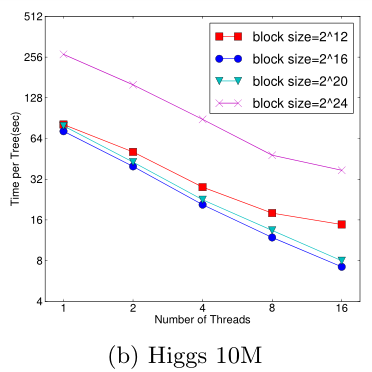 512
256
128
64
32
16
8
4
Time per Tree(sec)
block size=2^12
block size=2^16
block size=2^20
block size=2^24
1 2 4 8 16
Number of Threads
(b) Higgs 10M